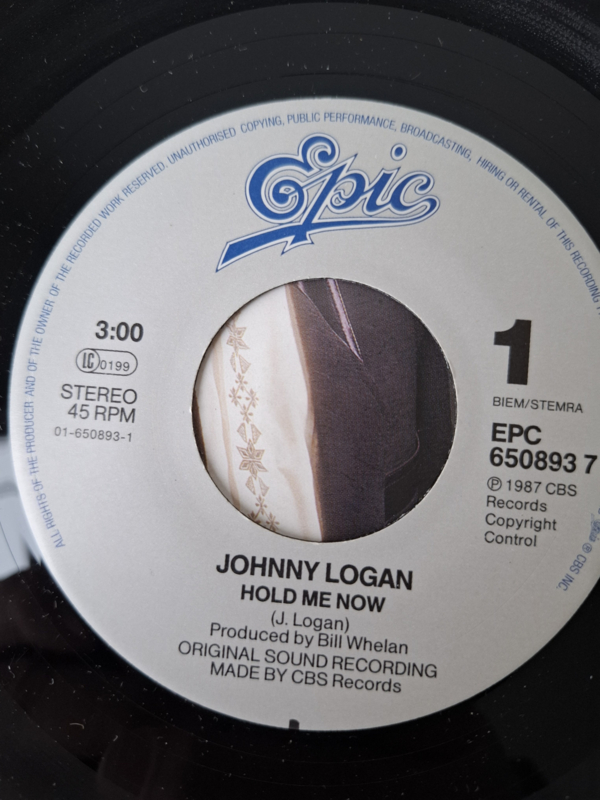 ALL RIGHTS OF THE PRODUCER AND OF THE OWNER OF THE RECORDED WORK RESERVED. UNAUTHORISED COPYING, PUBLIC PERFORMANCE, BROADCASTING, HIRING OR RENTAL OF THIS RECORDING
Epic
3:00
LC 0199
STEREO
45 RPM
01-650893-1
1
BIEM/STEMRA
EPC
650893 7
℗ 1987 CBS
Records
Copyright
Control
® CBS INC.
JOHNNY LOGAN
HOLD ME NOW
(J. Logan)
Produced by Bill Whelan
ORIGINAL SOUND RECORDING
MADE BY CBS Records